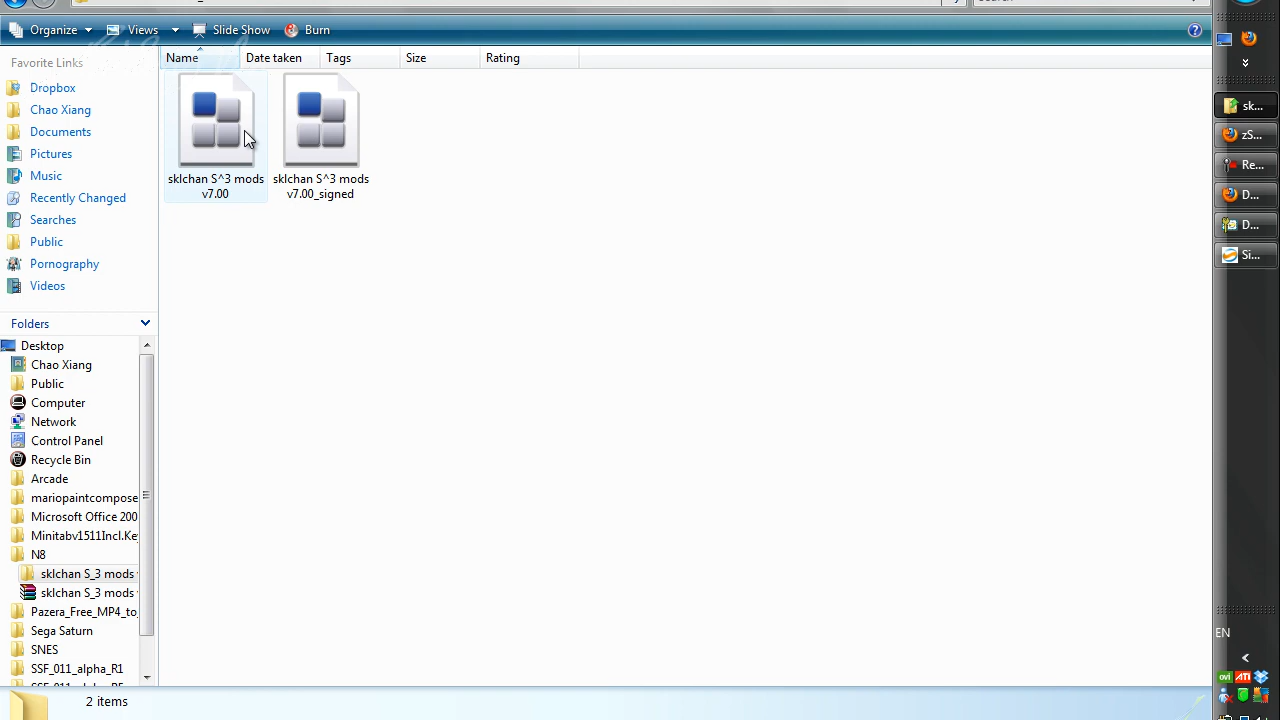 Organize Views Slide Show Burn
Favorite Links
Name Date taken Tags Size Rating
Dropbox
Chao Xiang
Documents
Pictures
Music
Recently Changed
Searches
Public
Pornography
Videos
sklchan S^3 mods
v7.00
sklchan S^3 mods
v7.00_signed
Folders
Desktop
Chao Xiang
Public
Computer
Network
Control Panel
Recycle Bin
Arcade
mariopaintcompose
Microsoft Office 200
Minitabv1511Incl.Ke
N8
sklchan S_3 mods
sklchan S_3 mods
Pazera_Free_MP4_to
Sega Saturn
SNES
SSF_011_alpha_R1
2 items
sk...
zS...
Re...
D...
D...
Si...
EN
ovi
ATI